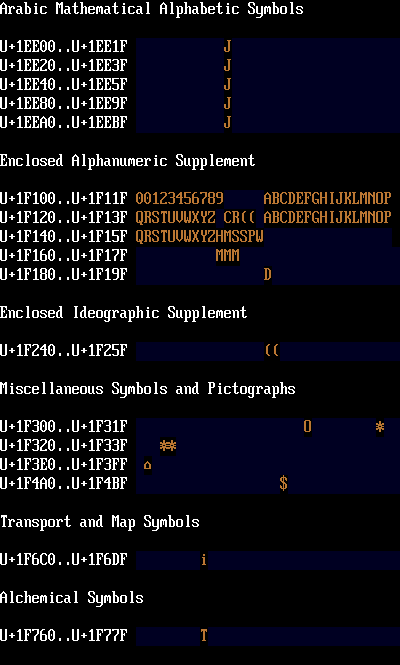 Arabic Mathematical Alphabetic Symbols
U+1EE00..U+1EE1F J
U+1EE20..U+1EE3F J
U+1EE40..U+1EE5F J
U+1EE80..U+1EE9F J
U+1EEA0..U+1EEBF J
Enclosed Alphanumeric Supplement
U+1F100..U+1F11F 00123456789 ABCDEFGHIJKLMNOP
U+1F120..U+1F13F QRSTUVWXYZ CR(( ABCDEFGHIJKLMNOP
U+1F140..U+1F15F QRSTUVWXYZHMSSPW
U+1F160..U+1F17F MMM
U+1F180..U+1F19F D
Enclosed Ideographic Supplement
U+1F240..U+1F25F ((
Miscellaneous Symbols and Pictographs
U+1F300..U+1F31F O *
U+1F320..U+1F33F **
U+1F3E0..U+1F3FF ⌂
U+1F4A0..U+1F4BF $
Transport and Map Symbols
U+1F6C0..U+1F6DF i
Alchemical Symbols
U+1F760..U+1F77F T